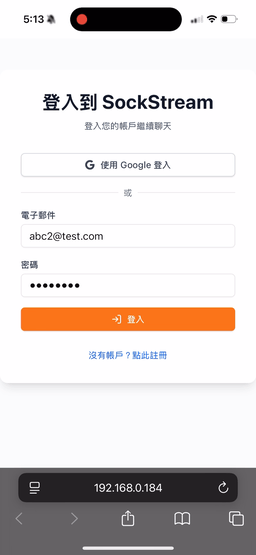 5:13
登入到 SockStream
登入您的帳戶繼續聊天
G 使用 Google 登入
或
電子郵件
abc2@test.com
密碼
●●●●●●●●
登入
沒有帳戶？點此註冊
192.168.0.184